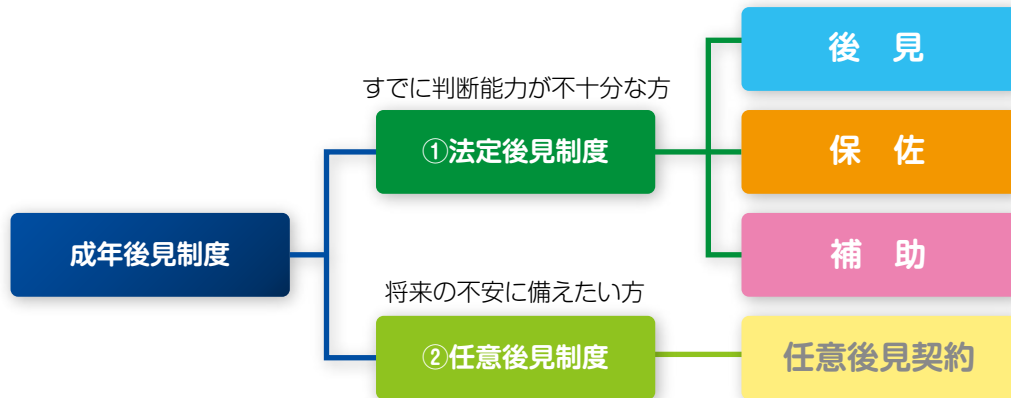 後　見
すでに判断能力が不十分な方
①法定後見制度
保　佐
成年後見制度
補　助
将来の不安に備えたい方
②任意後見制度
任意後見契約